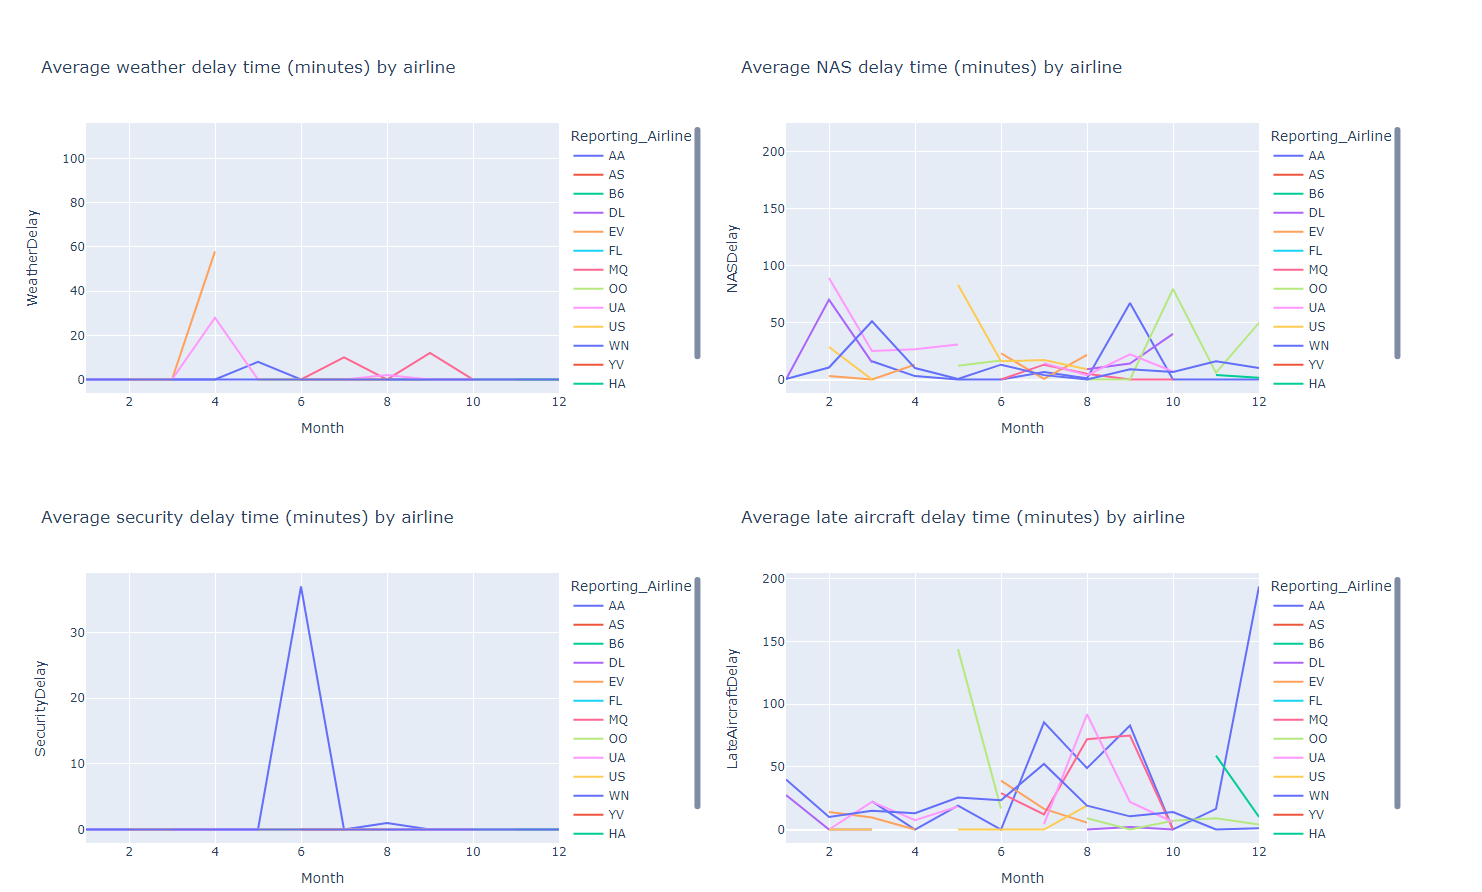 Average weather delay time (minutes) by airline
WeatherDelay
100
80
60
40
20
0
2 4 6 8 10 12
Month
Reporting_Airline
AA
AS
B6
DL
EV
FL
MQ
OO
UA
US
WN
YV
HA
Average NAS delay time (minutes) by airline
NASDelay
200
150
100
50
0
2 4 6 8 10 12
Month
Reporting_Airline
AA
AS
B6
DL
EV
FL
MQ
OO
UA
US
WN
YV
HA
Average security delay time (minutes) by airline
SecurityDelay
30
20
10
0
2 4 6 8 10 12
Month
Reporting_Airline
AA
AS
B6
DL
EV
FL
MQ
OO
UA
US
WN
YV
HA
Average late aircraft delay time (minutes) by airline
LateAircraftDelay
200
150
100
50
0
2 4 6 8 10 12
Month
Reporting_Airline
AA
AS
B6
DL
EV
FL
MQ
OO
UA
US
WN
YV
HA